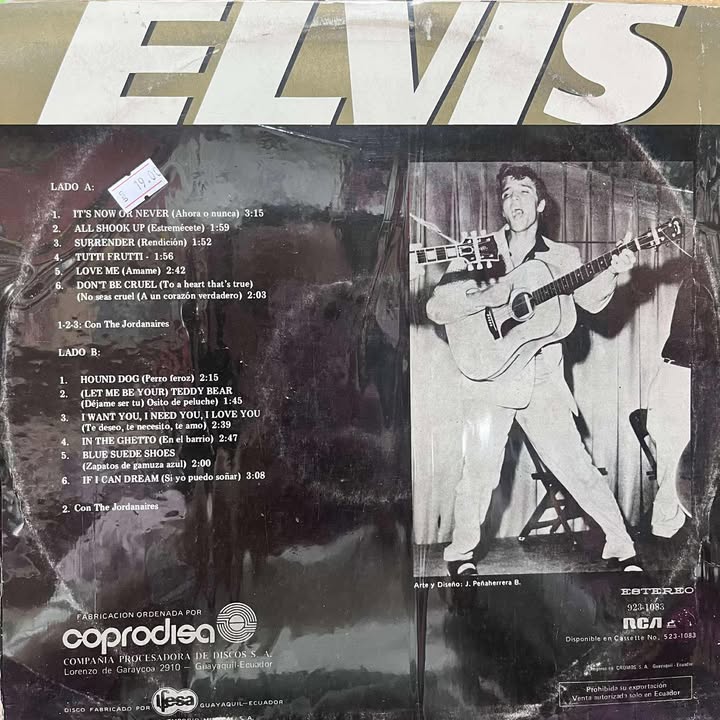 ELVIS
LADO A:
$ 19.00
1. IT'S NOW OR NEVER (Ahora o nunca) 3:15
2. ALL SHOOK UP (Estremécete) 1:59
3. SURRENDER (Rendición) 1:52
4. TUTTI FRUTTI - 1:56
5. LOVE ME (Amame) 2:42
6. DON'T BE CRUEL (To a heart that's true)
(No seas cruel (A un corazón verdadero) 2:03
1-2-3: Con The Jordanaires
LADO B:
1. HOUND DOG (Perro feroz) 2:15
2. (LET ME BE YOUR) TEDDY BEAR
(Déjame ser tu) Osito de peluche) 1:45
3. I WANT YOU, I NEED YOU, I LOVE YOU
(Te deseo, te necesito, te amo) 2:39
4. IN THE GHETTO (En el barrio) 2:47
5. BLUE SUEDE SHOES
(Zapatos de gamuza azul) 2:00
6. IF I CAN DREAM (Si yo puedo soñar) 3:08
2. Con The Jordanaires
Arte y Diseño: J. Peñaherrera B.
ESTEREO
923-1083
RCA
Disponible en Cassette No. 523-1083
FABRICACION ORDENADA POR
coprodisa
COMPAÑIA PROCESADORA DE DISCOS S. A.
Lorenzo de Garaycoa 2910 - Guayaquil-Ecuador
en CROMOS S. A. Guayaquil - Ecuador
Prohibida su exportación
Venta autorizada solo en Ecuador
DISCO FABRICADO POR
ifesa
GUAYAQUIL-ECUADOR